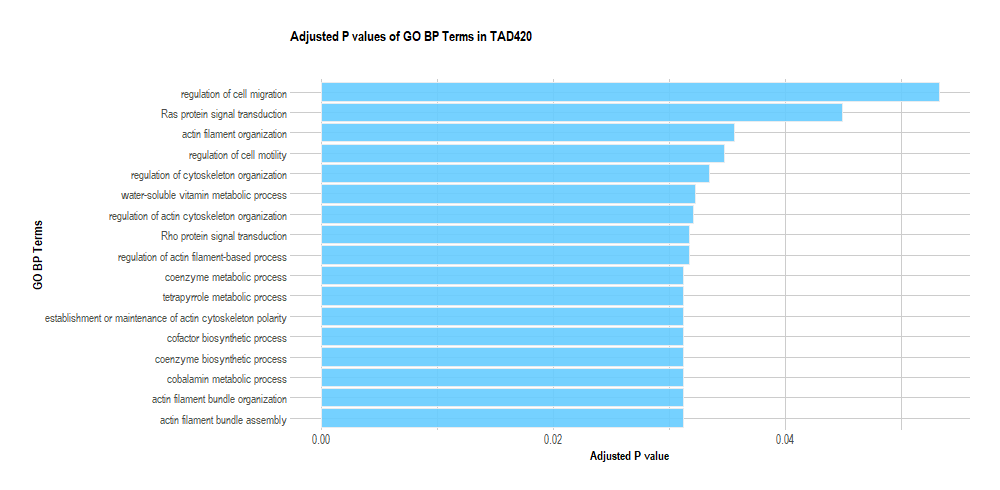 Adjusted P values of GO BP Terms in TAD420
GO BP Terms
regulation of cell migration
Ras protein signal transduction
actin filament organization
regulation of cell motility
regulation of cytoskeleton organization
water-soluble vitamin metabolic process
regulation of actin cytoskeleton organization
Rho protein signal transduction
regulation of actin filament-based process
coenzyme metabolic process
tetrapyrrole metabolic process
establishment or maintenance of actin cytoskeleton polarity
cofactor biosynthetic process
coenzyme biosynthetic process
cobalamin metabolic process
actin filament bundle organization
actin filament bundle assembly
0.00 0.02 0.04
Adjusted P value